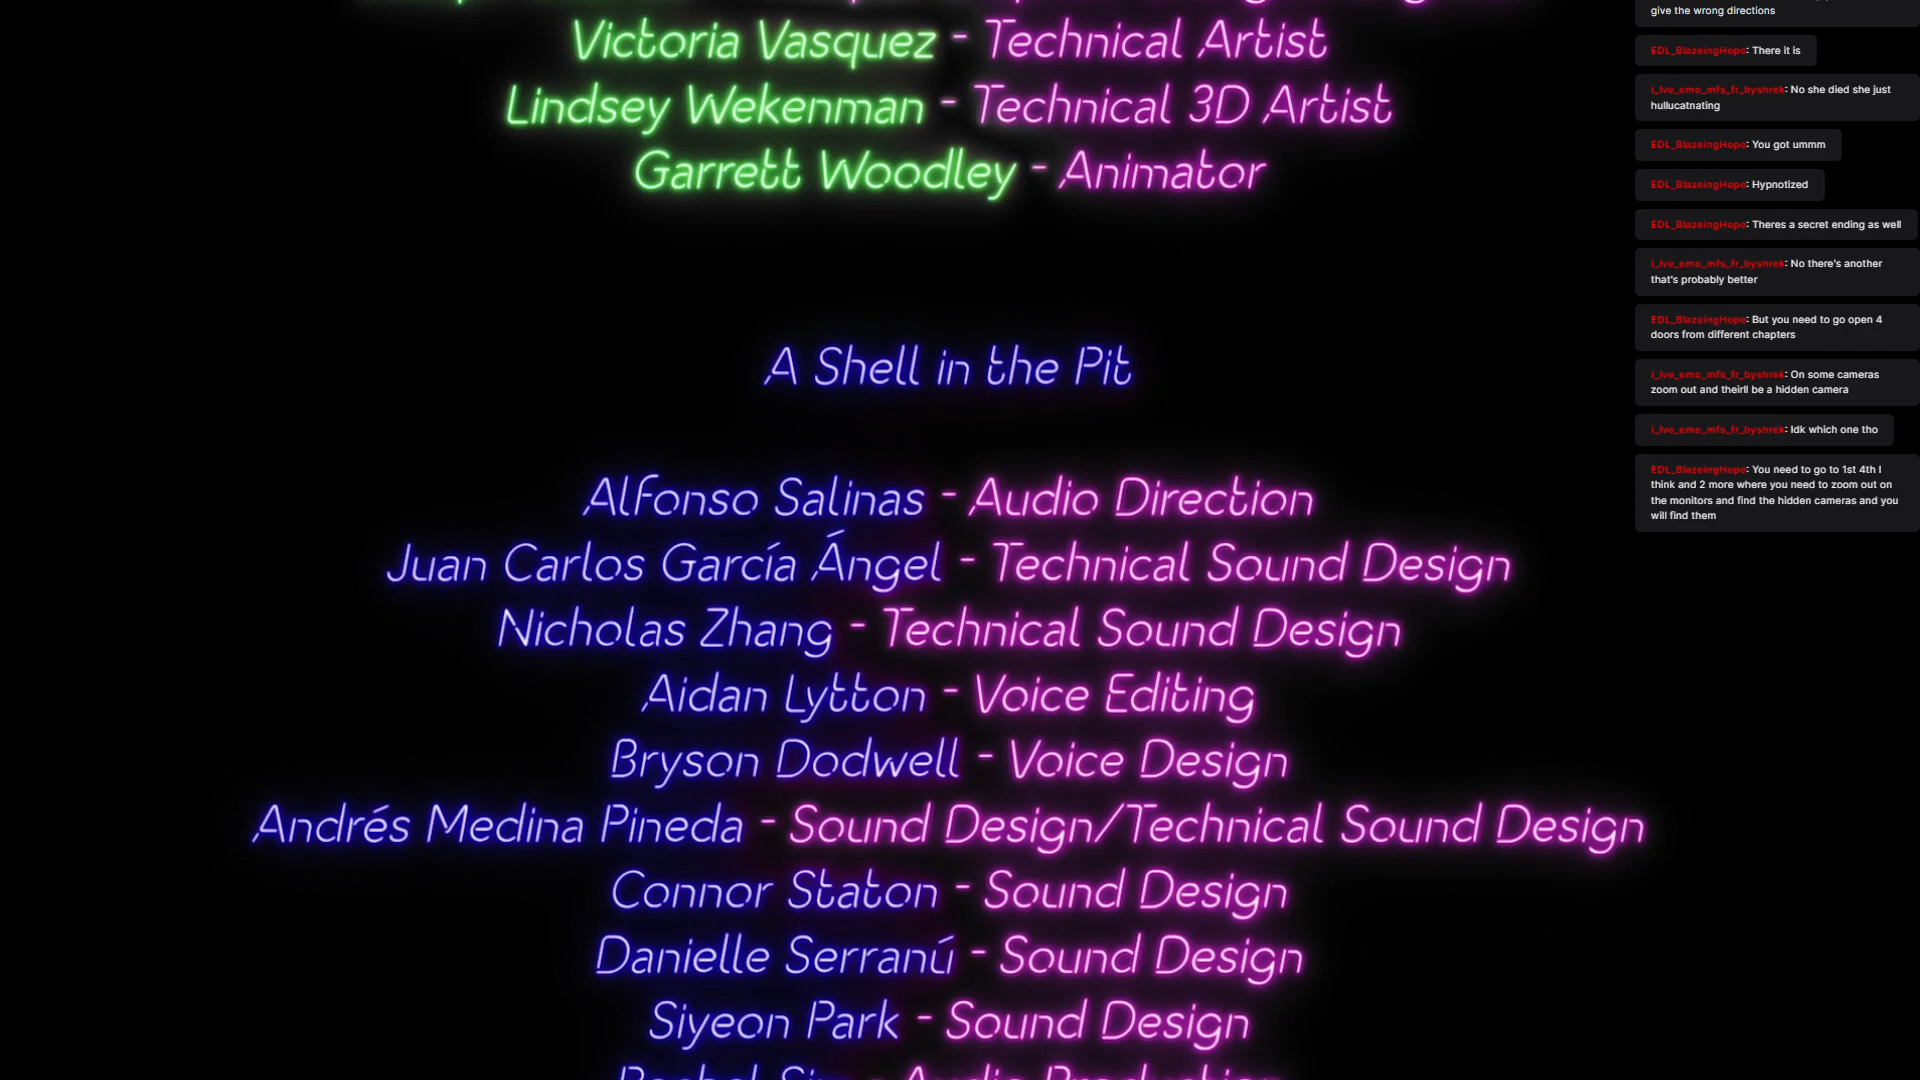 Victoria Vasquez - Technical Artist
Lindsey Wekenman - Technical 3D Artist
Garrett Woodley - Animator
A Shell in the Pit
Alfonso Salinas - Audio Direction
Juan Carlos García Ángel - Technical Sound Design
Nicholas Zhang - Technical Sound Design
Aidan Lytton - Voice Editing
Bryson Dodwell - Voice Design
Andrés Medina Pineda - Sound Design/Technical Sound Design
Connor Staton - Sound Design
Danielle Serranú - Sound Design
Siyeon Park - Sound Design
give the wrong directions
EDL_BlazeingHope: There it is
i_lve_emo_mfs_fr_byshrek: No she died she just
hullucatnating
EDL_BlazeingHope: You got ummm
EDL_BlazeingHope: Hypnotized
EDL_BlazeingHope: Theres a secret ending as well
i_lve_emo_mfs_fr_byshrek: No there's another
that's probably better
EDL_BlazeingHope: But you need to go open 4
doors from different chapters
i_lve_emo_mfs_fr_byshrek: On some cameras
zoom out and theirll be a hidden camera
i_lve_emo_mfs_fr_byshrek: Idk which one tho
EDL_BlazeingHope: You need to go to 1st 4th I
think and 2 more where you need to zoom out on
the monitors and find the hidden cameras and you
will find them